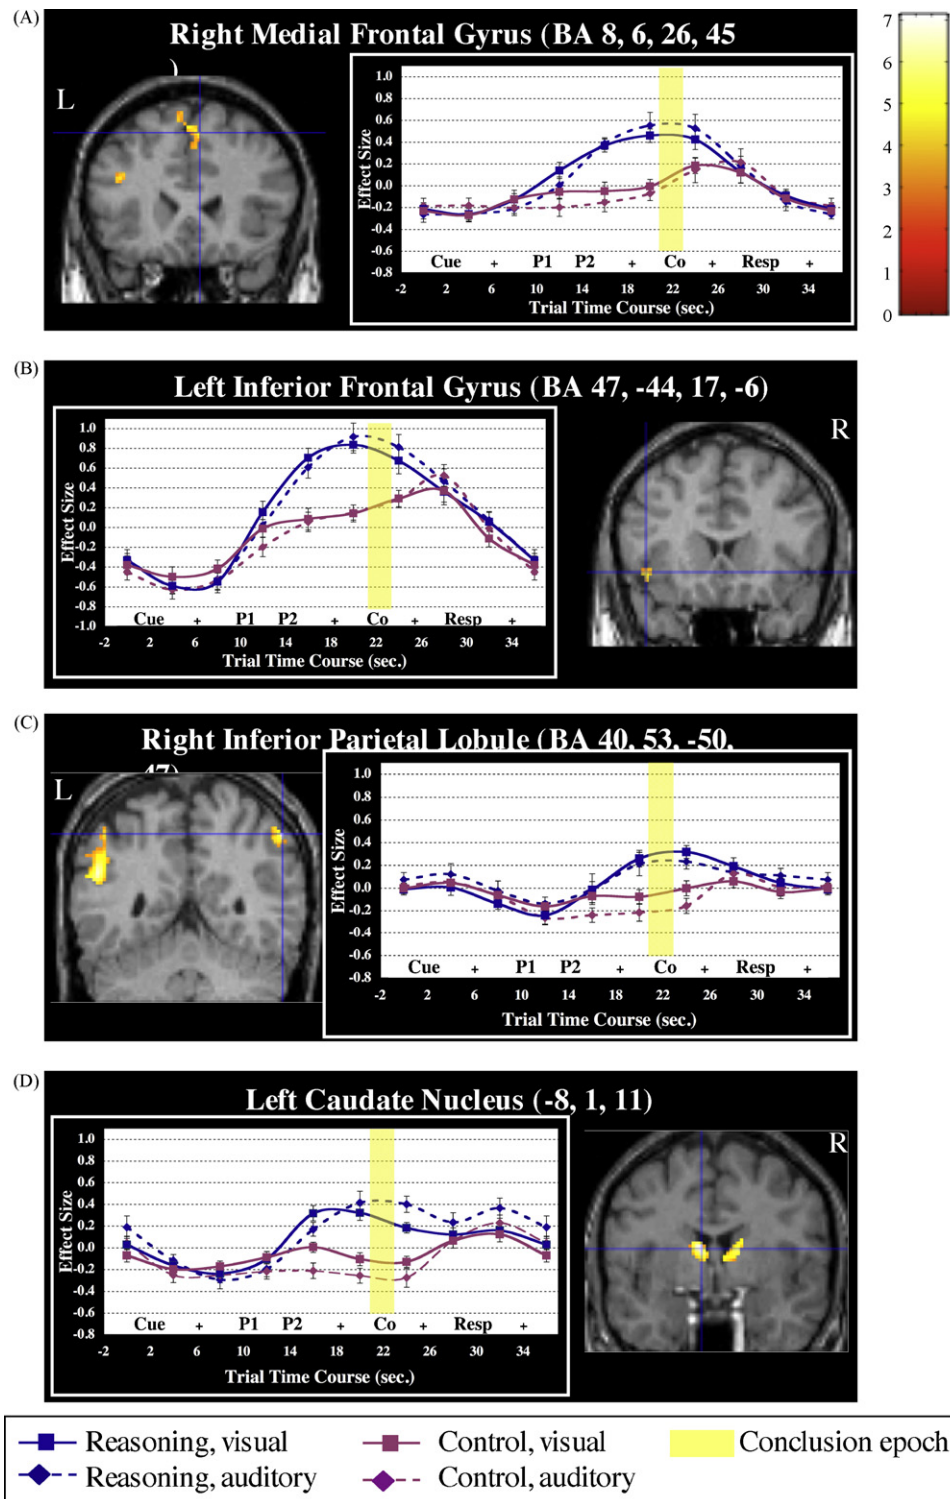 (A)
Right Medial Frontal Gyrus (BA 8, 6, 26, 45
)
L
1.0
0.8
0.6
0.4
0.2
0.0
-0.2
-0.4
-0.6
-0.8
Effect Size
Cue + P1 P2 + Co + Resp +
-2 2 6 10 14 18 22 26 30 34
Trial Time Course (sec.)
7
6
5
4
3
2
1
0
(B)
Left Inferior Frontal Gyrus (BA 47, -44, 17, -6)
1.0
0.8
0.6
0.4
0.2
0.0
-0.2
-0.4
-0.6
-0.8
-1.0
Effect Size
Cue + P1 P2 + Co + Resp +
-2 2 6 10 14 18 22 26 30 34
Trial Time Course (sec.)
R
(C)
Right Inferior Parietal Lobule (BA 40, 53, -50,
47)
L
1.0
0.8
0.6
0.4
0.2
0.0
-0.2
-0.4
-0.6
-0.8
Effect Size
Cue + P1 P2 + Co + Resp +
-2 2 6 10 14 18 22 26 30 34
Trial Time Course (sec.)
(D)
Left Caudate Nucleus (-8, 1, 11)
1.0
0.8
0.6
0.4
0.2
0.0
-0.2
-0.4
-0.6
-0.8
Effect Size
Cue + P1 P2 + Co + Resp +
-2 2 6 10 14 18 22 26 30 34
Trial Time Course (sec.)
R
Reasoning, visual
Control, visual
Conclusion epoch
Reasoning, auditory
Control, auditory